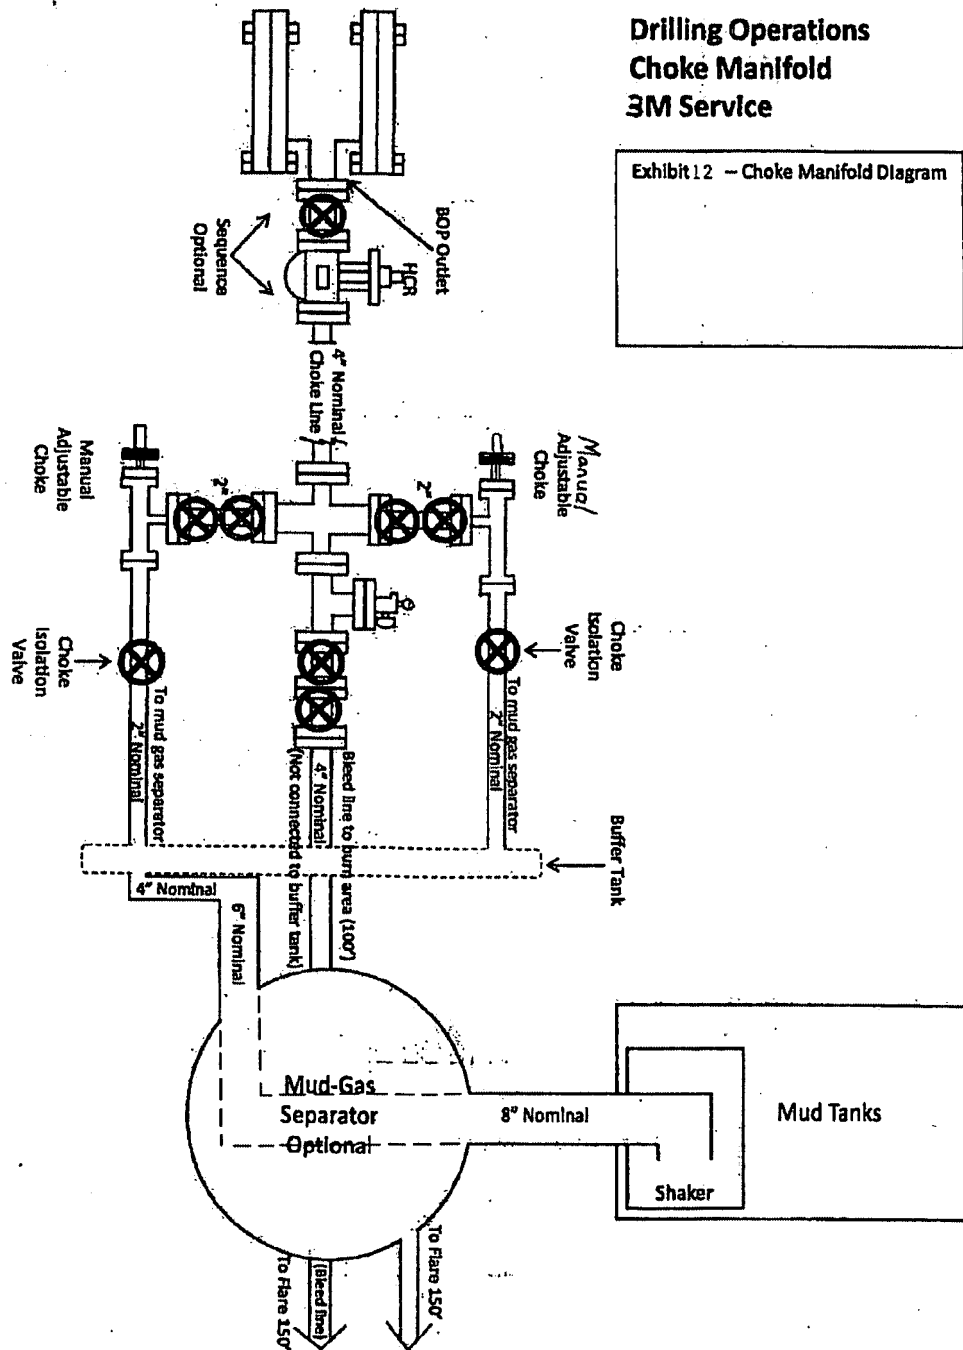 Drilling Operations
Choke Manifold
3M Service
Exhibit 12 – Choke Manifold Diagram
BOP Outlet
HCR
Sequence
Optional
4" Nominal
Choke Line
Manual
Adjustable
Choke
Manual
Adjustable
Choke
2"
2"
Choke
Isolation
Valve
Choke
Isolation
Valve
To mud gas separator
2" Nominal
To mud gas separator
2" Nominal
Bleed line to burn area (100')
4" Nominal
(Not connected to buffer tank)
Buffer Tank
4" Nominal
6" Nominal
Mud-Gas
Separator
Optional
8" Nominal
Mud Tanks
Shaker
To Flare 150'
(Bleed line)
To Flare 150'